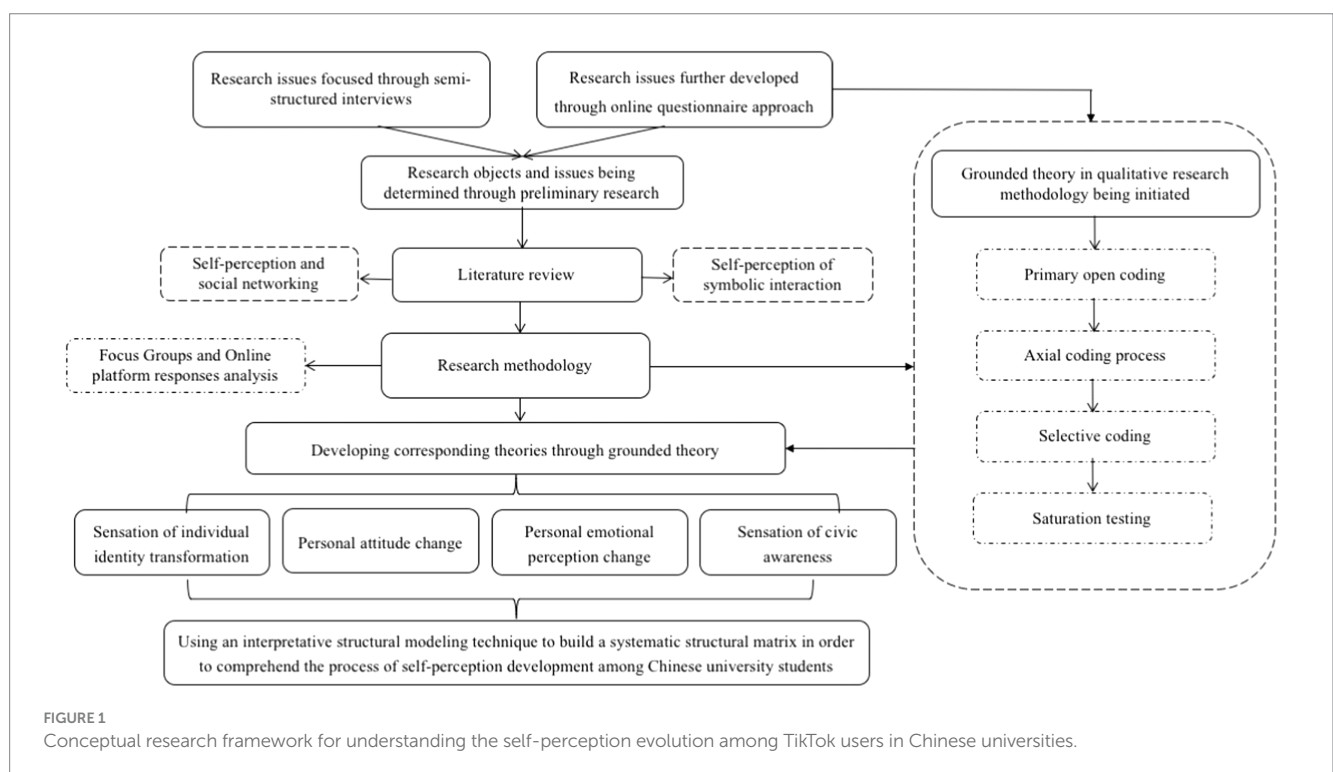 Research issues focused through semi-
structured interviews
Research issues further developed
through online questionnaire approach
Research objects and issues being
determined through preliminary research
Grounded theory in qualitative research
methodology being initiated
Self-perception and
social networking
Literature review
Self-perception of
symbolic interaction
Primary open coding
Focus Groups and Online
platform responses analysis
Research methodology
Axial coding process
Developing corresponding theories through grounded theory
Selective coding
Sensation of individual
identity transformation
Personal attitude change
Personal emotional
perception change
Sensation of civic
awareness
Saturation testing
Using an interpretative structural modeling technique to build a systematic structural matrix in order
to comprehend the process of self-perception development among Chinese university students
FIGURE 1
Conceptual research framework for understanding the self-perception evolution among TikTok users in Chinese universities.